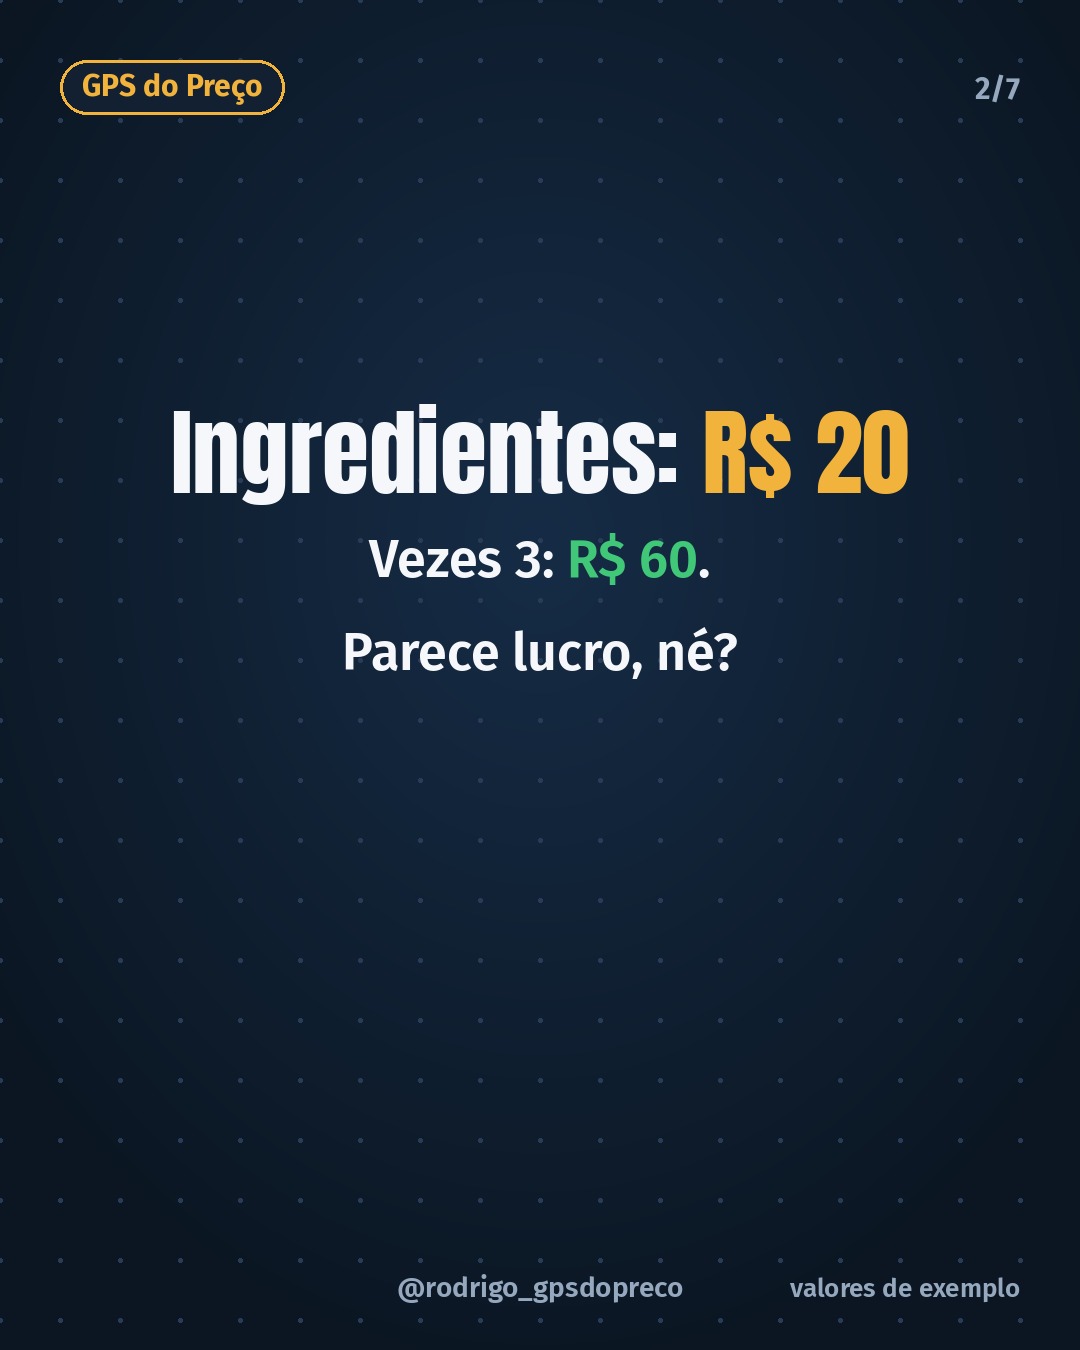 GPS do Preço
2/7
Ingredientes: R$ 20
Vezes 3: R$ 60.
Parece lucro, né?
@rodrigo_gpsdopreco
valores de exemplo